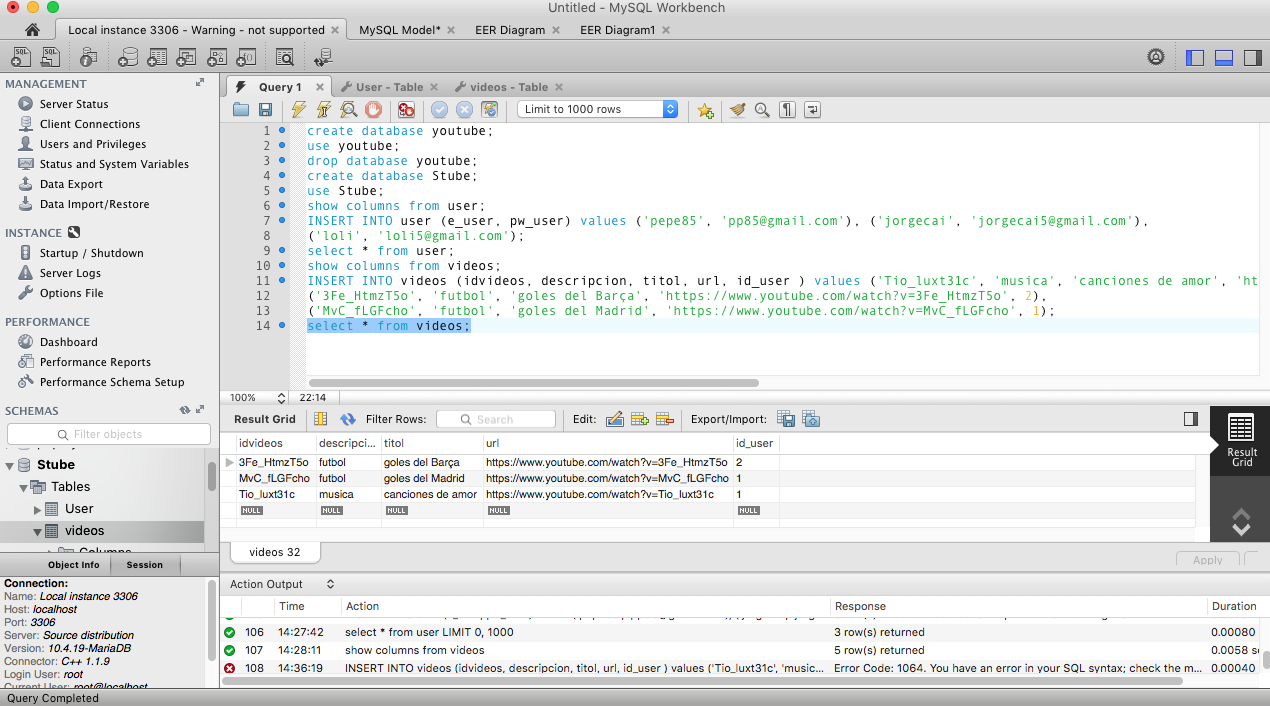 Untitled - MySQL Workbench
Local instance 3306 - Warning - not supported
MySQL Model*
EER Diagram
EER Diagram1
MANAGEMENT
Server Status
Client Connections
Users and Privileges
Status and System Variables
Data Export
Data Import/Restore
INSTANCE
Startup / Shutdown
Server Logs
Options File
PERFORMANCE
Dashboard
Performance Reports
Performance Schema Setup
SCHEMAS
Filter objects
Stube
Tables
User
videos
Columns
Object Info Session
Connection:
Name: Local instance 3306
Host: localhost
Port: 3306
Server: Source distribution
Version: 10.4.19-MariaDB
Connector: C++ 1.1.9
Login User: root
Current User: root@localhost
Query 1
User - Table
videos - Table
Limit to 1000 rows
1 create database youtube;
2 use youtube;
3 drop database youtube;
4 create database Stube;
5 use Stube;
6 show columns from user;
7 INSERT INTO user (e_user, pw_user) values ('pepe85', 'pp85@gmail.com'), ('jorgecai', 'jorgecai5@gmail.com'),
8 ('loli', 'loli5@gmail.com');
9 select * from user;
10 show columns from videos;
11 INSERT INTO videos (idvideos, descripcion, titol, url, id_user ) values ('Tio_luxt31c', 'musica', 'canciones de amor', 'ht
12 ('3Fe_HtmzT5o', 'futbol', 'goles del Barça', 'https://www.youtube.com/watch?v=3Fe_HtmzT5o', 2),
13 ('MvC_fLGFcho', 'futbol', 'goles del Madrid', 'https://www.youtube.com/watch?v=MvC_fLGFcho', 1);
14 select * from videos;
100% 22:14
Result Grid Filter Rows: Search Edit: Export/Import:
idvideos descripci... titol url id_user
3Fe_HtmzT5o futbol goles del Barça https://www.youtube.com/watch?v=3Fe_HtmzT5o 2
MvC_fLGFcho futbol goles del Madrid https://www.youtube.com/watch?v=MvC_fLGFcho 1
Tio_luxt31c musica canciones de amor https://www.youtube.com/watch?v=Tio_luxt31c 1
NULL NULL NULL NULL NULL
Result
Grid
videos 32
Apply
Action Output
Time Action Response Duration
106 14:27:42 select * from user LIMIT 0, 1000 3 row(s) returned 0.00080
107 14:28:11 show columns from videos 5 row(s) returned 0.0058 s
108 14:36:19 INSERT INTO videos (idvideos, descripcion, titol, url, id_user ) values ('Tio_luxt31c', 'music... Error Code: 1064. You have an error in your SQL syntax; check the m... 0.00040
Query Completed